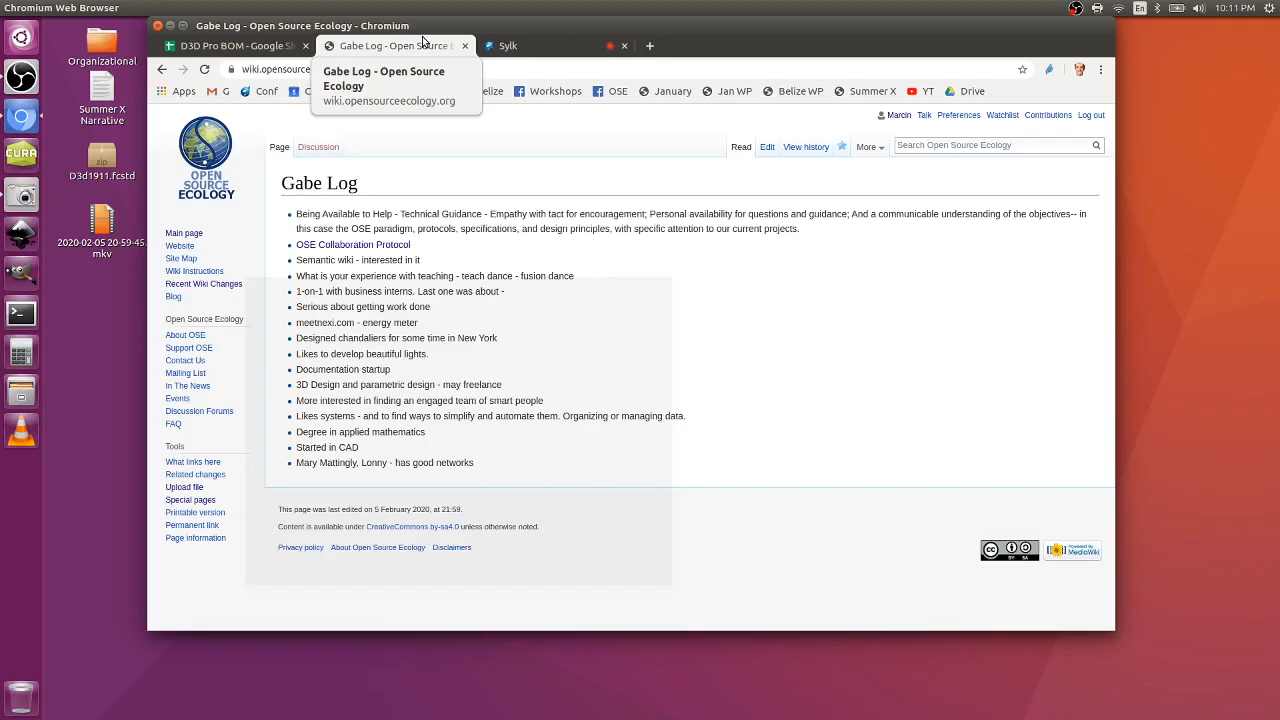 Chromium Web Browser
En
10:11 PM
Gabe Log - Open Source Ecology - Chromium
D3D Pro BOM - Google Sh
Gabe Log - Open Source E
Sylk
wiki.opensource
Gabe Log - Open Source
Ecology
wiki.opensourceecology.org
Apps
G
Conf
elize
Workshops
OSE
January
Jan WP
Belize WP
Summer X
YT
Drive
Marcin
Talk
Preferences
Watchlist
Contributions
Log out
Page
Discussion
Read
Edit
View history
More
Search Open Source Ecology
OPEN
SOURCE
ECOLOGY
Main page
Website
Site Map
Wiki Instructions
Recent Wiki Changes
Blog
Open Source Ecology
About OSE
Support OSE
Contact Us
Mailing List
In The News
Events
Discussion Forums
FAQ
Tools
What links here
Related changes
Upload file
Special pages
Printable version
Permanent link
Page information
Gabe Log
Being Available to Help - Technical Guidance - Empathy with tact for encouragement; Personal availability for questions and guidance; And a communicable understanding of the objectives-- in
this case the OSE paradigm, protocols, specifications, and design principles, with specific attention to our current projects.
OSE Collaboration Protocol
Semantic wiki - interested in it
What is your experience with teaching - teach dance - fusion dance
1-on-1 with business interns. Last one was about -
Serious about getting work done
meetnexi.com - energy meter
Designed chandaliers for some time in New York
Likes to develop beautiful lights.
Documentation startup
3D Design and parametric design - may freelance
More interested in finding an engaged team of smart people
Likes systems - and to find ways to simplify and automate them. Organizing or managing data.
Degree in applied mathematics
Started in CAD
Mary Mattingly, Lonny - has good networks
This page was last edited on 5 February 2020, at 21:59.
Content is available under CreativeCommons by-sa4.0 unless otherwise noted.
Privacy policy
About Open Source Ecology
Disclaimers
cc
BY SA
Powered by
MediaWiki
Organizational
Summer X
Narrative
zip
D3d1911.fcstd
2020-02-05 20-59-45.
mkv
CURA